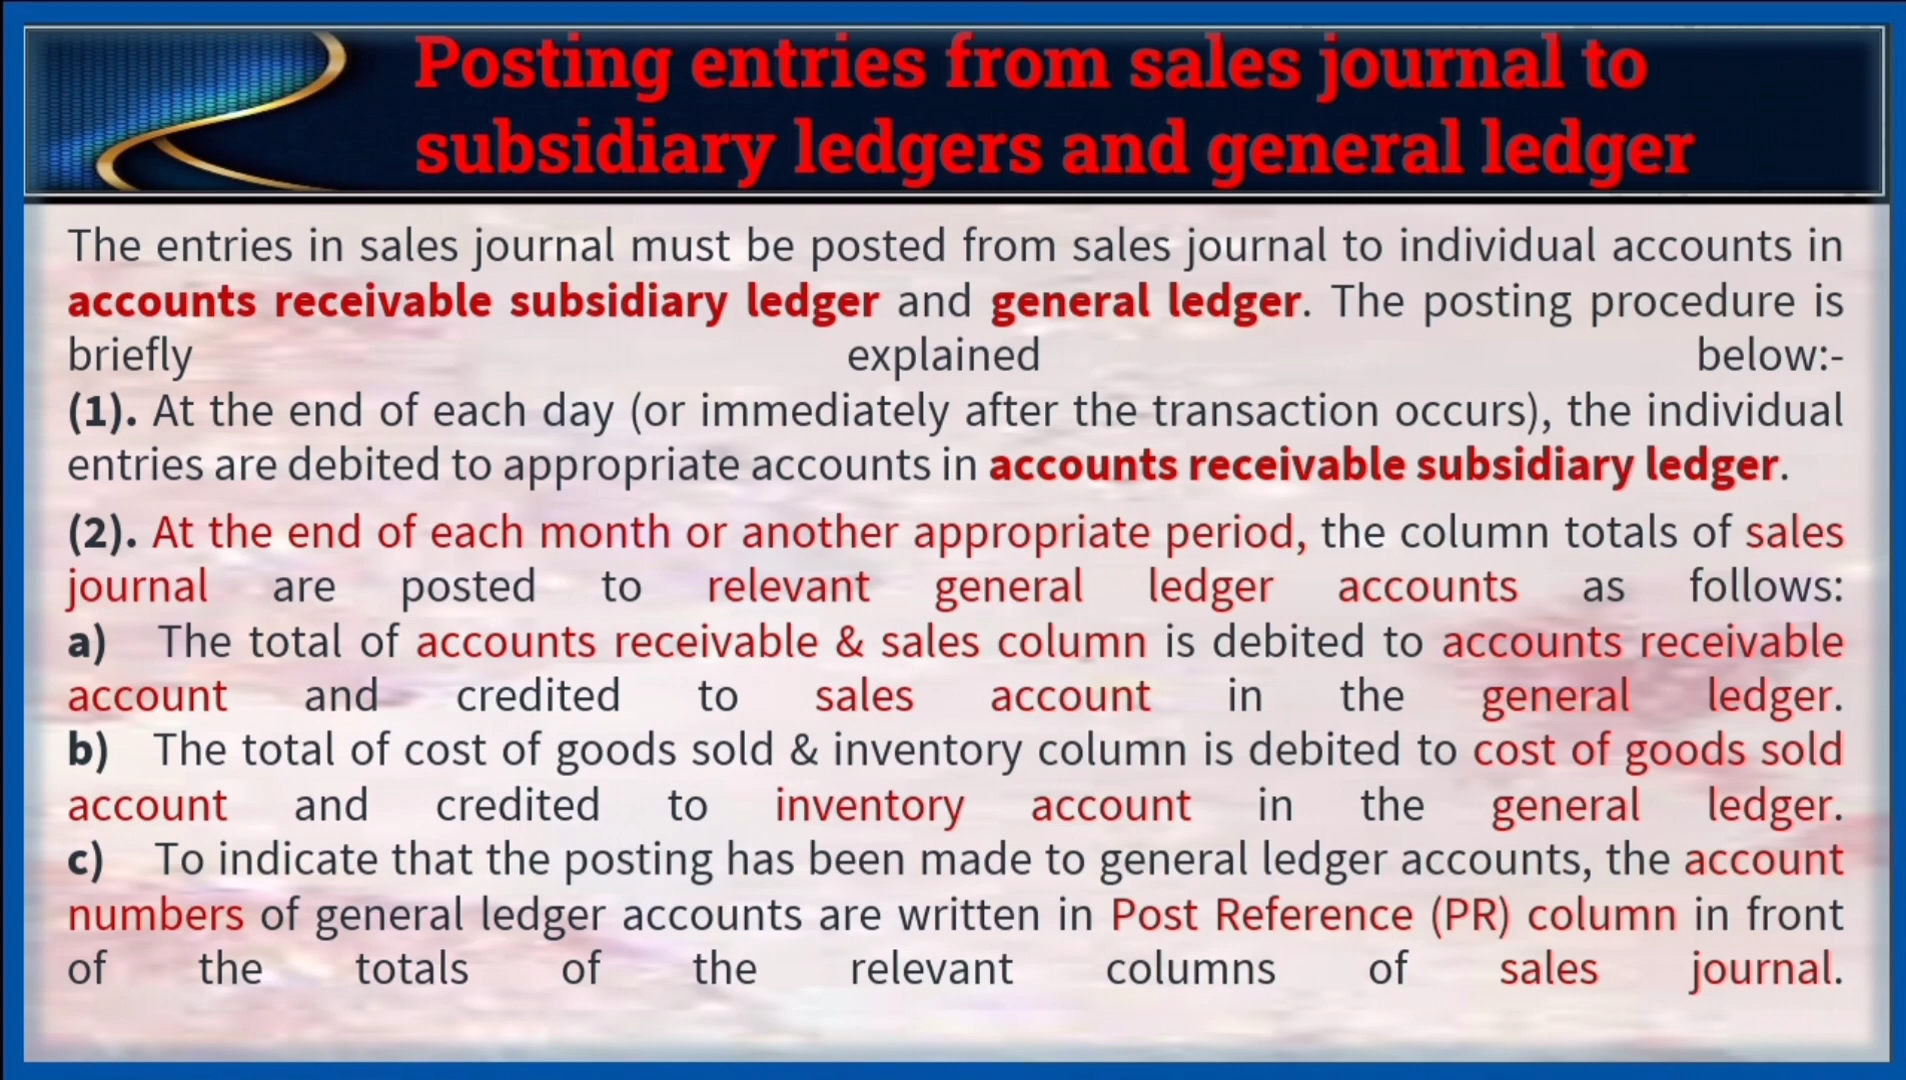 Posting entries from sales journal to
subsidiary ledgers and general ledger
The entries in sales journal must be posted from sales journal to individual accounts in
accounts receivable subsidiary ledger and general ledger. The posting procedure is
briefly explained below:-
(1). At the end of each day (or immediately after the transaction occurs), the individual
entries are debited to appropriate accounts in accounts receivable subsidiary ledger.
(2). At the end of each month or another appropriate period, the column totals of sales
journal are posted to relevant general ledger accounts as follows:
a) The total of accounts receivable & sales column is debited to accounts receivable
account and credited to sales account in the general ledger.
b) The total of cost of goods sold & inventory column is debited to cost of goods sold
account and credited to inventory account in the general ledger.
c) To indicate that the posting has been made to general ledger accounts, the account
numbers of general ledger accounts are written in Post Reference (PR) column in front
of the totals of the relevant columns of sales journal.